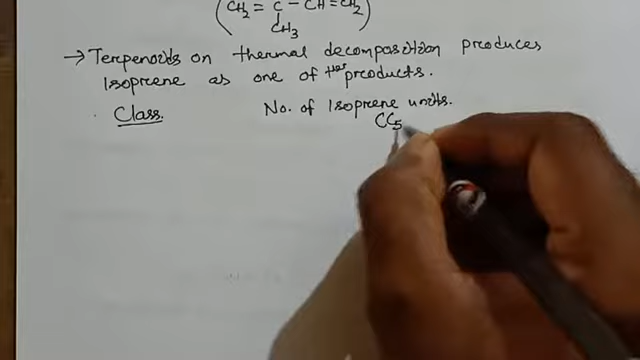 (CH₂ = C - CH = CH₂)
CH₃
→ Terpenoids on thermal decomposition produces
Isoprene as one of the products.
Class. No. of Isoprene units.
(C₅